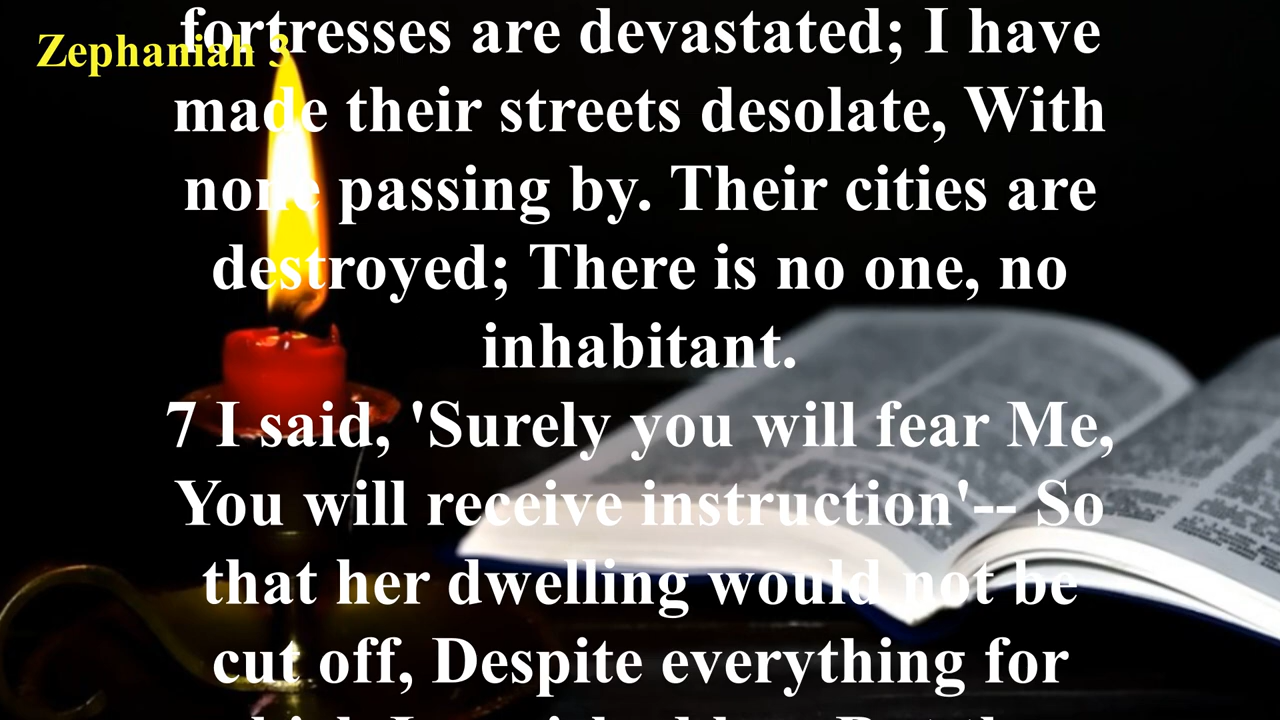 Zephaniah 3
fortresses are devastated; I have
made their streets desolate, With
none passing by. Their cities are
destroyed; There is no one, no
inhabitant.
7 I said, 'Surely you will fear Me,
You will receive instruction'-- So
that her dwelling would not be
cut off, Despite everything for